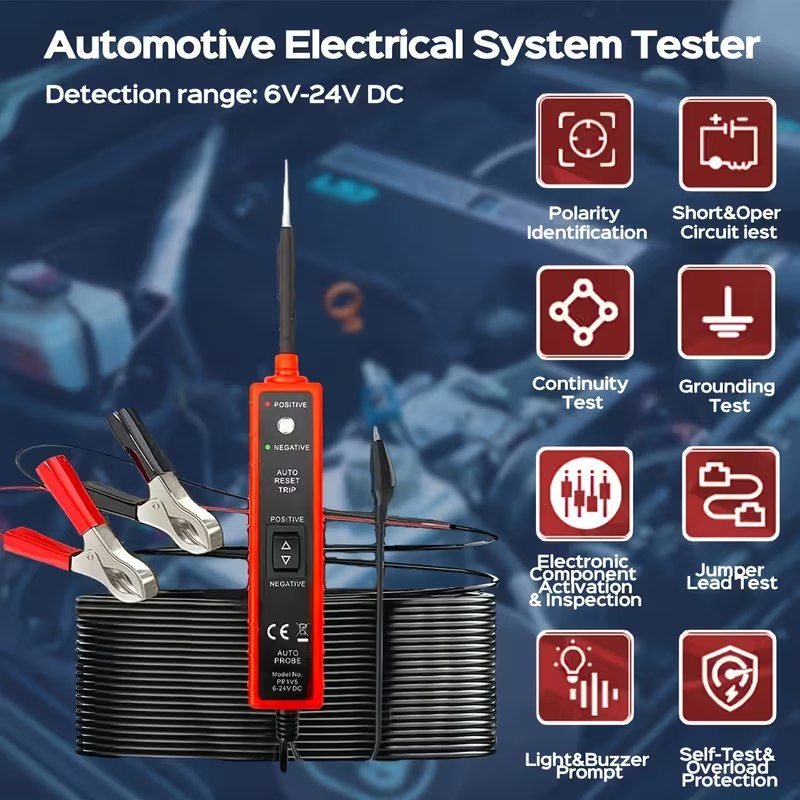 Automotive Electrical System Tester
Detection range: 6V-24V DC
Polarity
Identification
Short&Oper
Circuit iest
Continuity
Test
Grounding
Test
Electronic
Component
Activation
& Inspection
Jumper
Lead Test
Light&Buzzer
Prompt
Self-Test&
Overload
Protection
POSITIVE
NEGATIVE
AUTO
RESET
TRIP
POSITIVE
NEGATIVE
CE
AUTO
PROBE
Model No.
PP1V5
6-24V DC